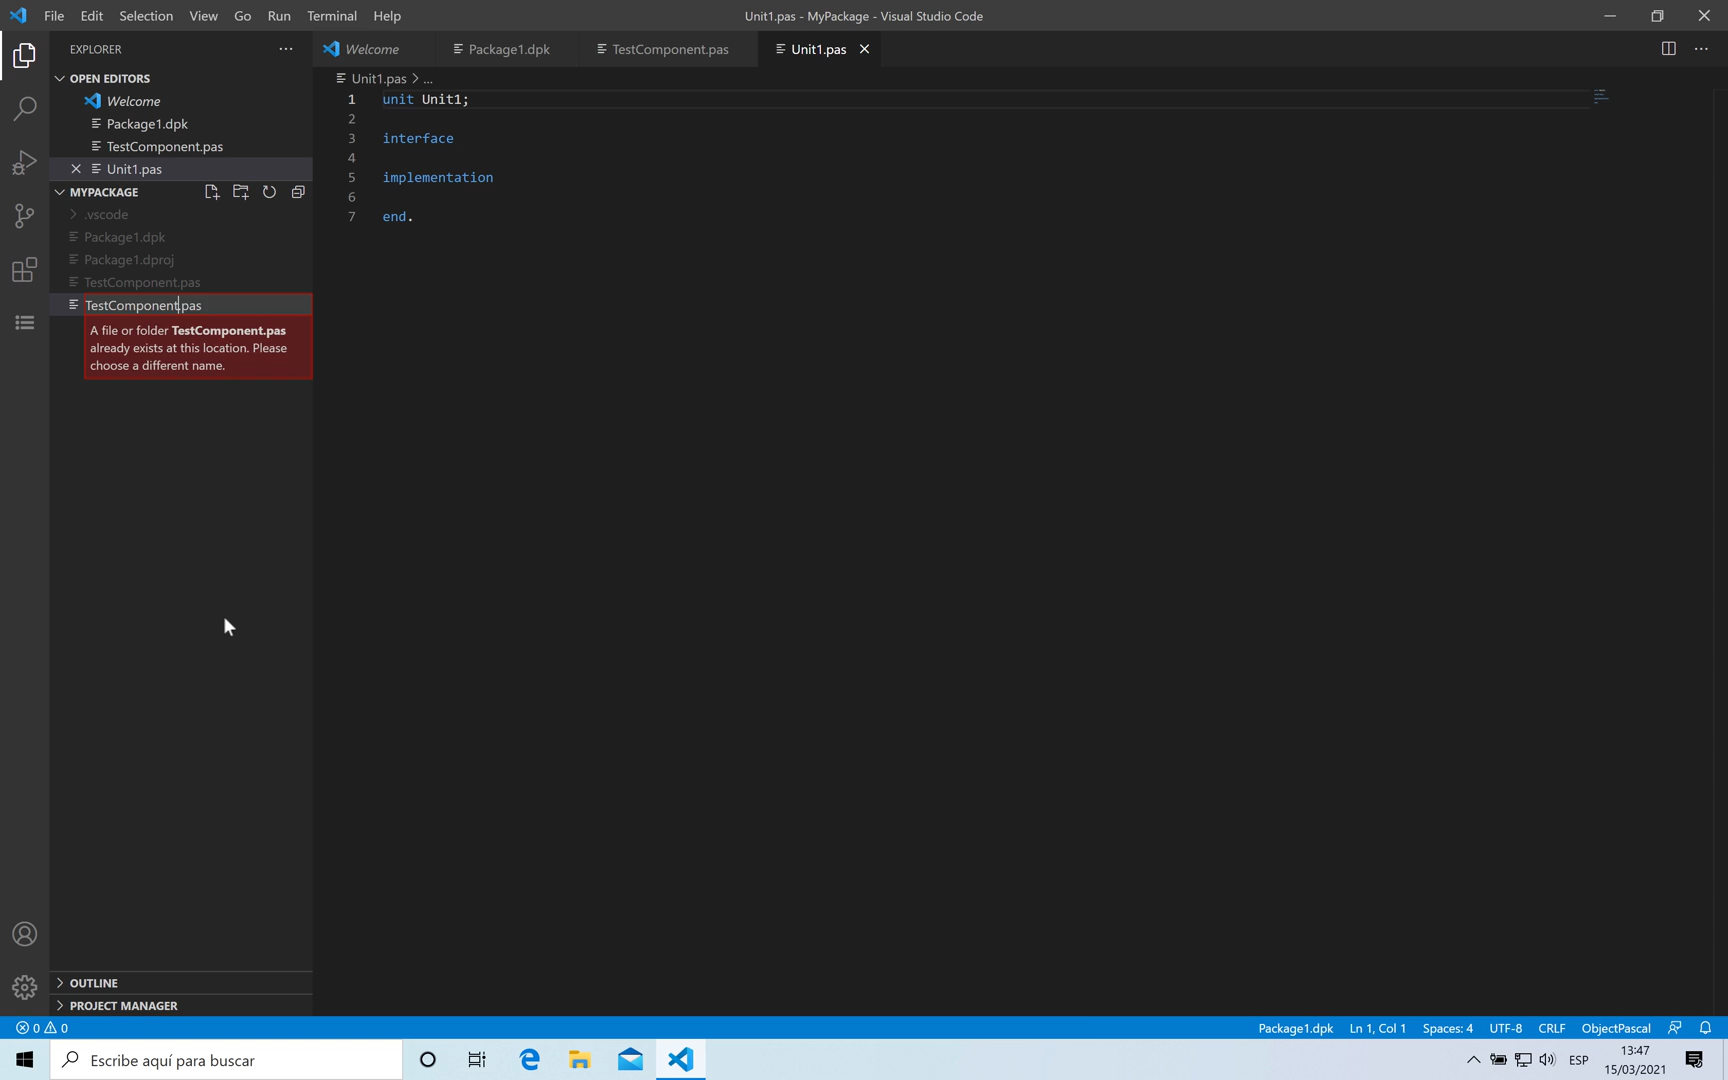 File Edit Selection View Go Run Terminal Help
Unit1.pas - MyPackage - Visual Studio Code
EXPLORER
Welcome
Package1.dpk
TestComponent.pas
Unit1.pas
OPEN EDITORS
Welcome
Package1.dpk
TestComponent.pas
Unit1.pas
MYPACKAGE
.vscode
Package1.dpk
Package1.dproj
TestComponent.pas
TestComponent.pas
A file or folder TestComponent.pas
already exists at this location. Please
choose a different name.
Unit1.pas > ...
1 unit Unit1;
2
3 interface
4
5 implementation
6
7 end.
OUTLINE
PROJECT MANAGER
0 0
Package1.dpk Ln 1, Col 1 Spaces: 4 UTF-8 CRLF ObjectPascal
Escribe aquí para buscar
ESP
13:47
15/03/2021